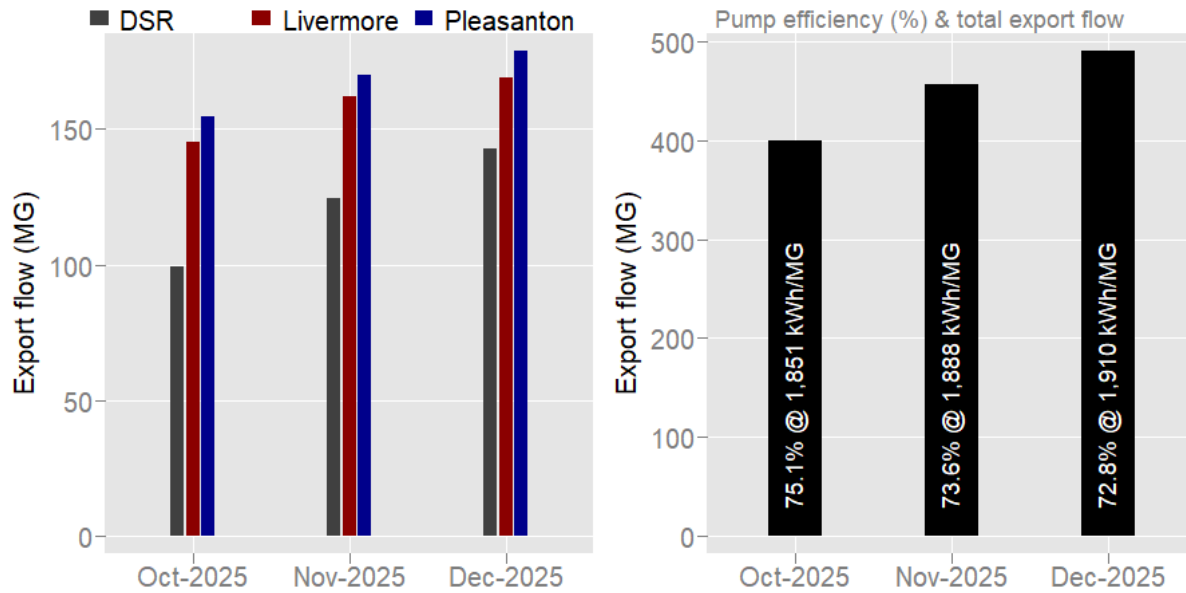 DSR Livermore Pleasanton
Export flow (MG)
150
100
50
0
Oct-2025 Nov-2025 Dec-2025
Pump efficiency (%) & total export flow
Export flow (MG)
500
400
300
200
100
0
75.1% @ 1,851 kWh/MG
73.6% @ 1,888 kWh/MG
72.8% @ 1,910 kWh/MG
Oct-2025 Nov-2025 Dec-2025